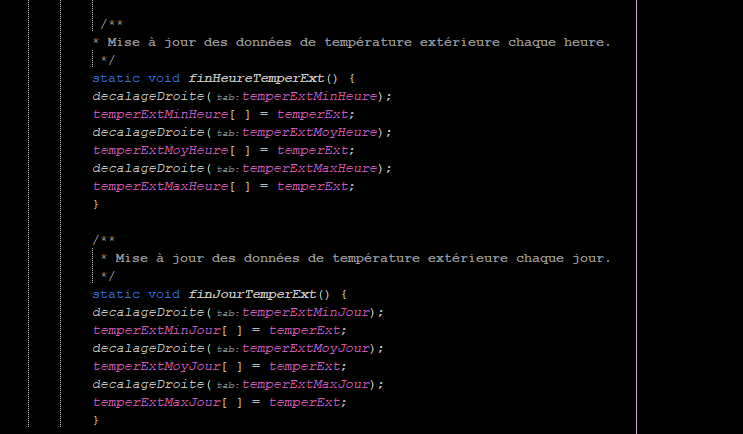 /**
* Mise à jour des données de température extérieure chaque heure.
*/
static void finHeureTemperExt() {
decalageDroite( tab: temperExtMinHeure);
temperExtMinHeure[ ] = temperExt;
decalageDroite( tab: temperExtMoyHeure);
temperExtMoyHeure[ ] = temperExt;
decalageDroite( tab: temperExtMaxHeure);
temperExtMaxHeure[ ] = temperExt;
}
/**
* Mise à jour des données de température extérieure chaque jour.
*/
static void finJourTemperExt() {
decalageDroite( tab: temperExtMinJour);
temperExtMinJour[ ] = temperExt;
decalageDroite( tab: temperExtMoyJour);
temperExtMoyJour[ ] = temperExt;
decalageDroite( tab: temperExtMaxJour);
temperExtMaxJour[ ] = temperExt;
}